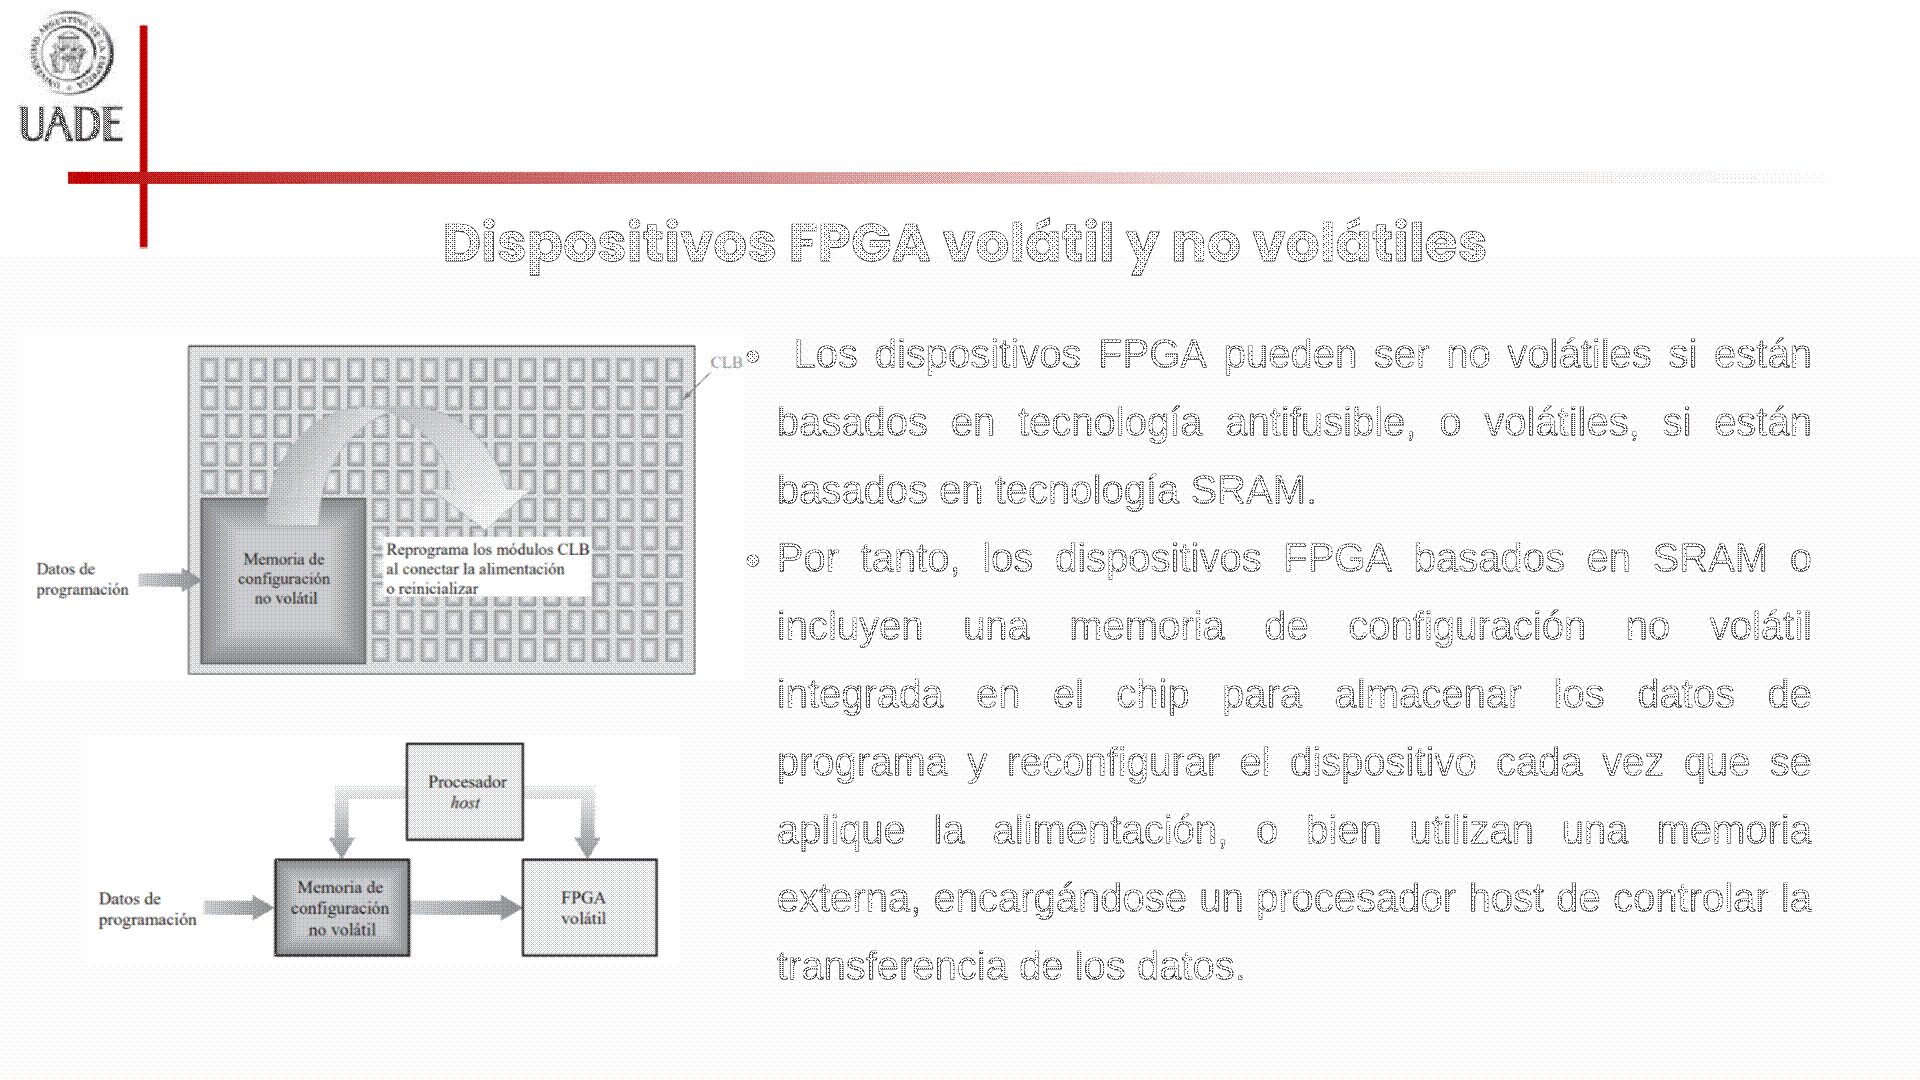 UADE
Dispositivos FPGA volátil y no volátiles
CLB
Datos de
programación
Memoria de
configuración
no volátil
Reprograma los módulos CLB
al conectar la alimentación
o reinicializar
Procesador
host
Datos de
programación
Memoria de
configuración
no volátil
FPGA
volátil
• Los dispositivos FPGA pueden ser no volátiles si están
basados en tecnología antifusible, o volátiles, si están
basados en tecnología SRAM.
• Por tanto, los dispositivos FPGA basados en SRAM o
incluyen una memoria de configuración no volátil
integrada en el chip para almacenar los datos de
programa y reconfigurar el dispositivo cada vez que se
aplique la alimentación, o bien utilizan una memoria
externa, encargándose un procesador host de controlar la
transferencia de los datos.